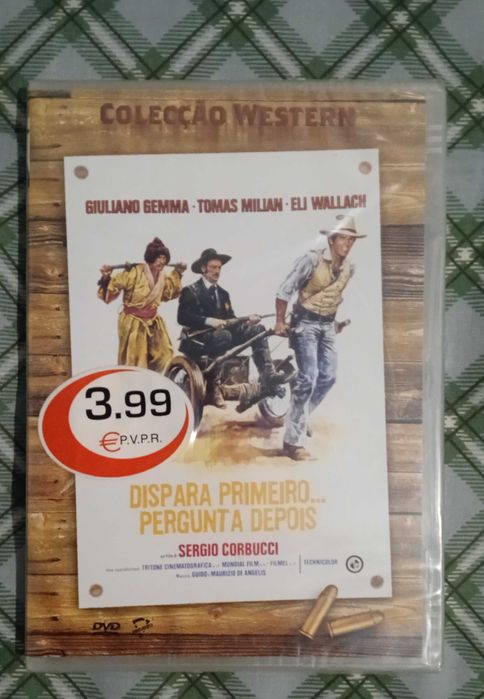 COLECÇÃO WESTERN
GIULIANO GEMMA · TOMAS MILIAN · ELI WALLACH
3.99
€P.V.P.R.
DISPARA PRIMEIRO...
PERGUNTA DEPOIS
SERGIO CORBUCCI
TRITONE CINEMATOGRAFICA MUNDIAL FILM FILMEL TECHNICOLOR
GUIDO e MAURIZIO DE ANGELIS
DVD